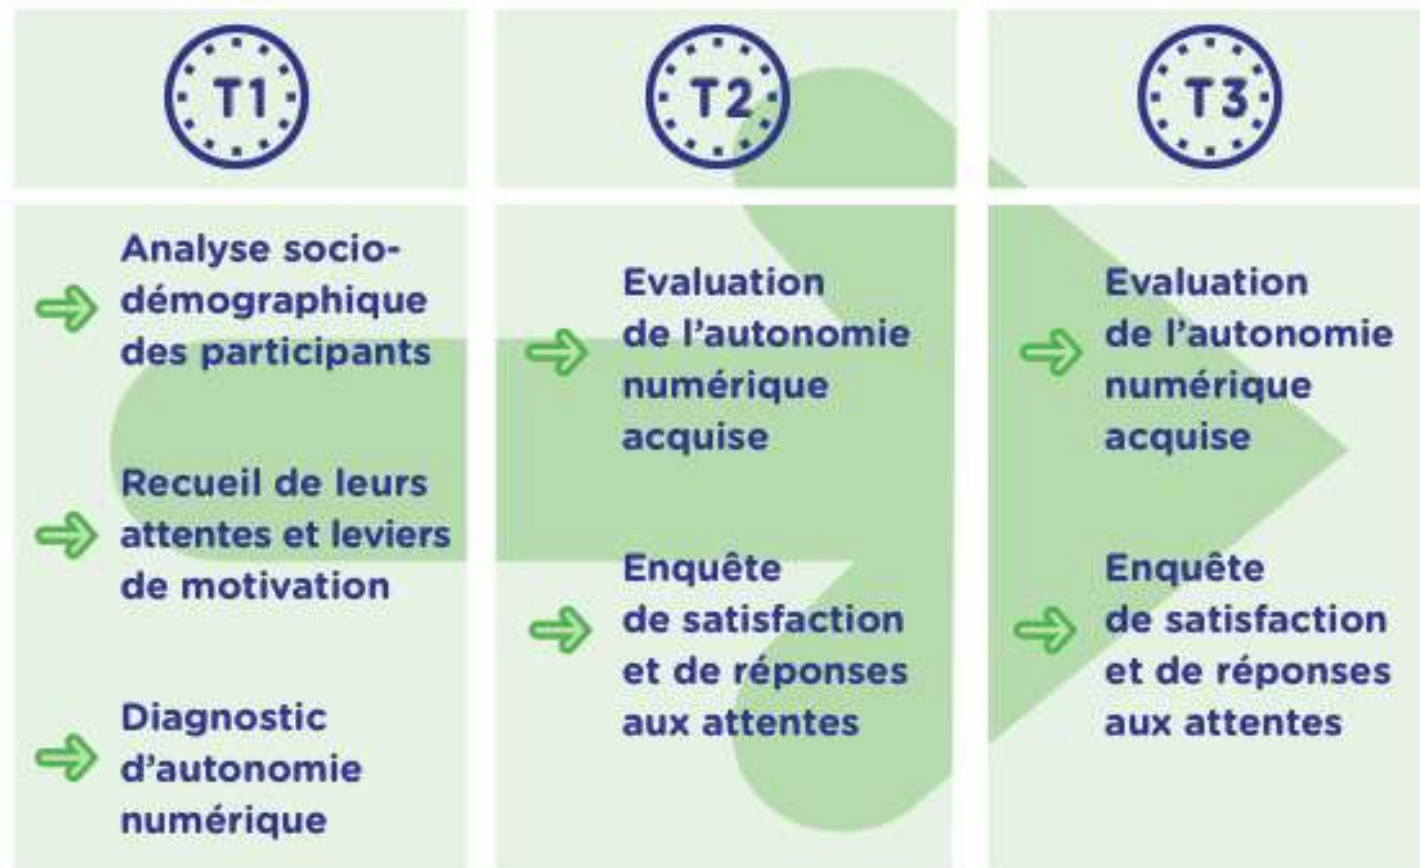 T1
T2
T3
Analyse socio-
démographique
des participants
Recueil de leurs
attentes et leviers
de motivation
Diagnostic
d’autonomie
numérique
Evaluation
de l’autonomie
numérique
acquise
Enquête
de satisfaction
et de réponses
aux attentes
Evaluation
de l’autonomie
numérique
acquise
Enquête
de satisfaction
et de réponses
aux attentes